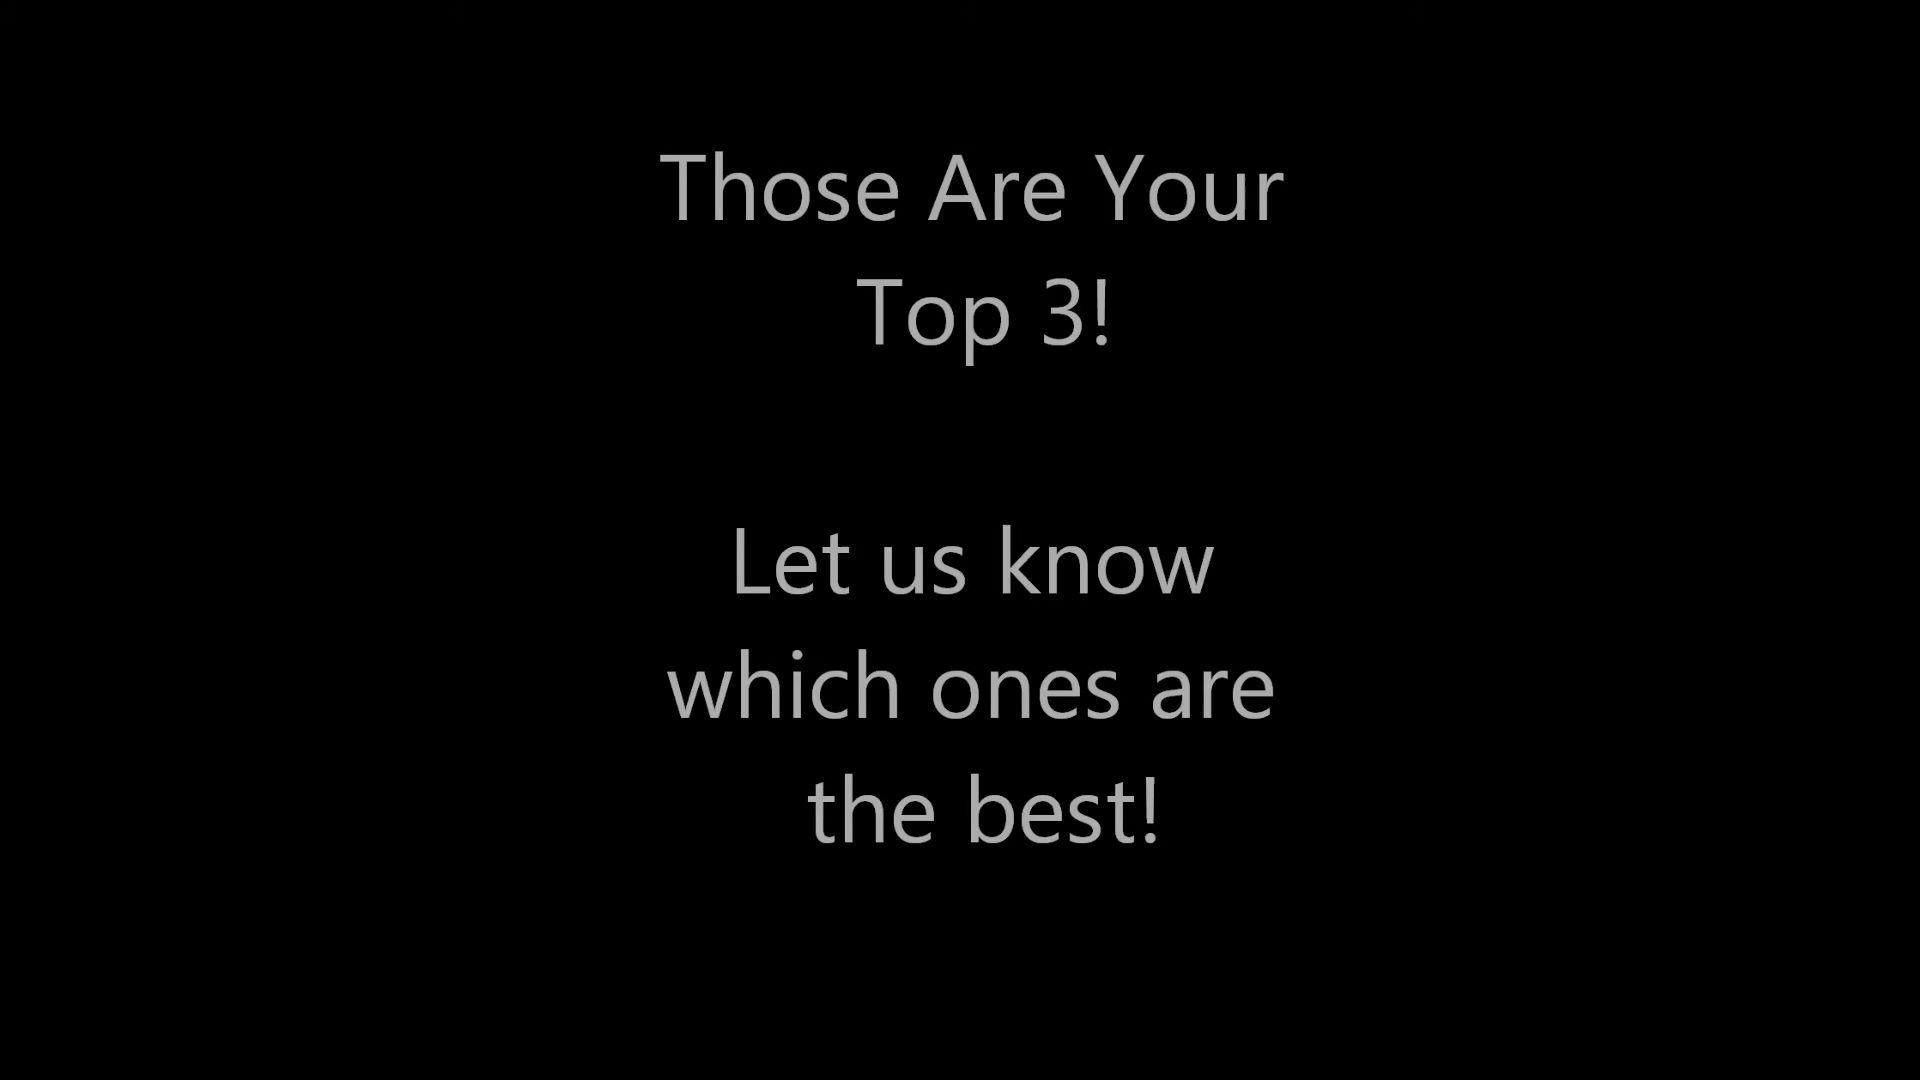 Those Are Your
Top 3!
Let us know
which ones are
the best!